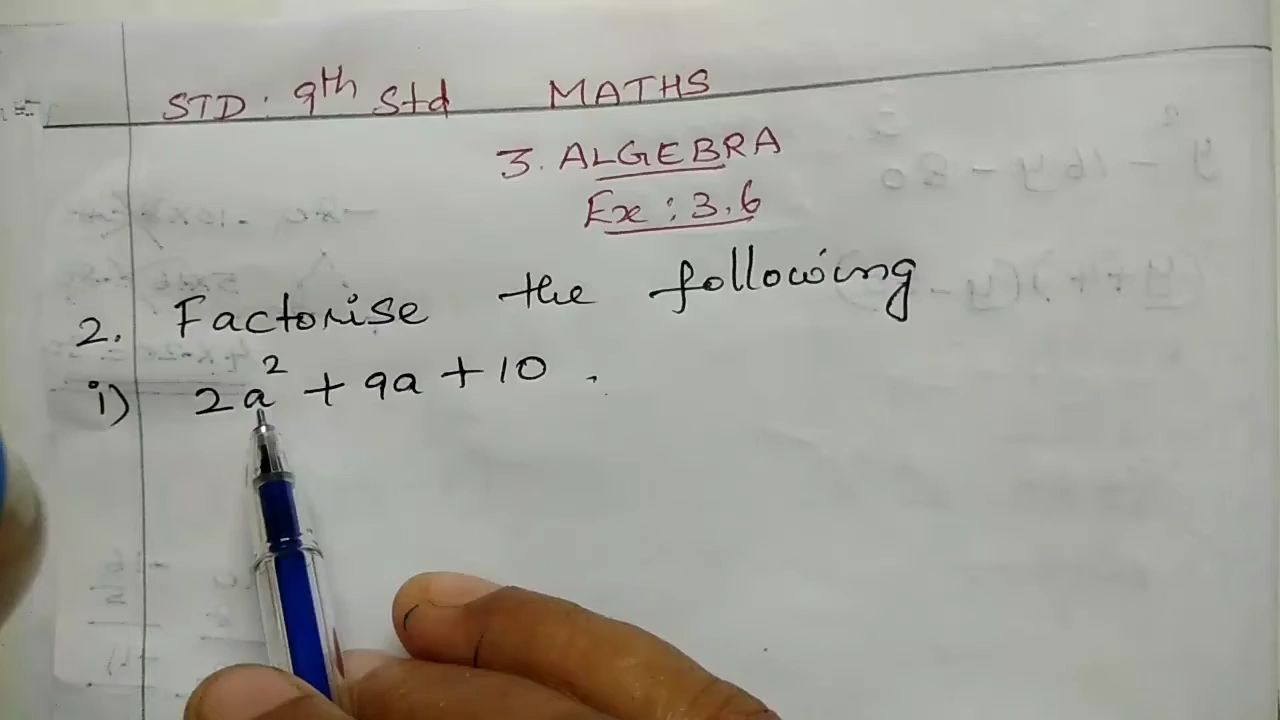 STD: 9th Std MATHS
3. ALGEBRA
Ex: 3.6
2. Factorise the following
i) 2a² + 9a + 10.